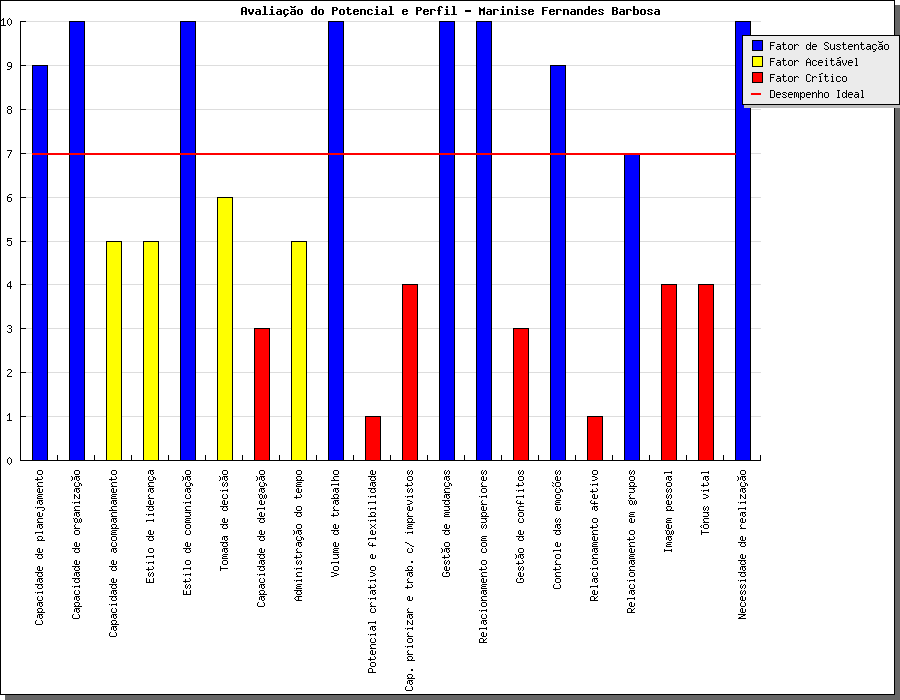 Avaliação do Potencial e Perfil - Marinise Fernandes Barbosa
10
9
8
7
6
5
4
3
2
1
0
Fator de Sustentação
Fator Aceitável
Fator Crítico
Desempenho Ideal
Capacidade de planejamento
Capacidade de organização
Capacidade de acompanhamento
Estilo de liderança
Estilo de comunicação
Tomada de decisão
Capacidade de delegação
Administração do tempo
Volume de trabalho
Potencial criativo e flexibilidade
Cap. priorizar e trab. c/ imprevistos
Gestão de mudanças
Relacionamento com superiores
Gestão de conflitos
Controle das emoções
Relacionamento afetivo
Relacionamento em grupos
Imagem pessoal
Tônus vital
Necessidade de realização